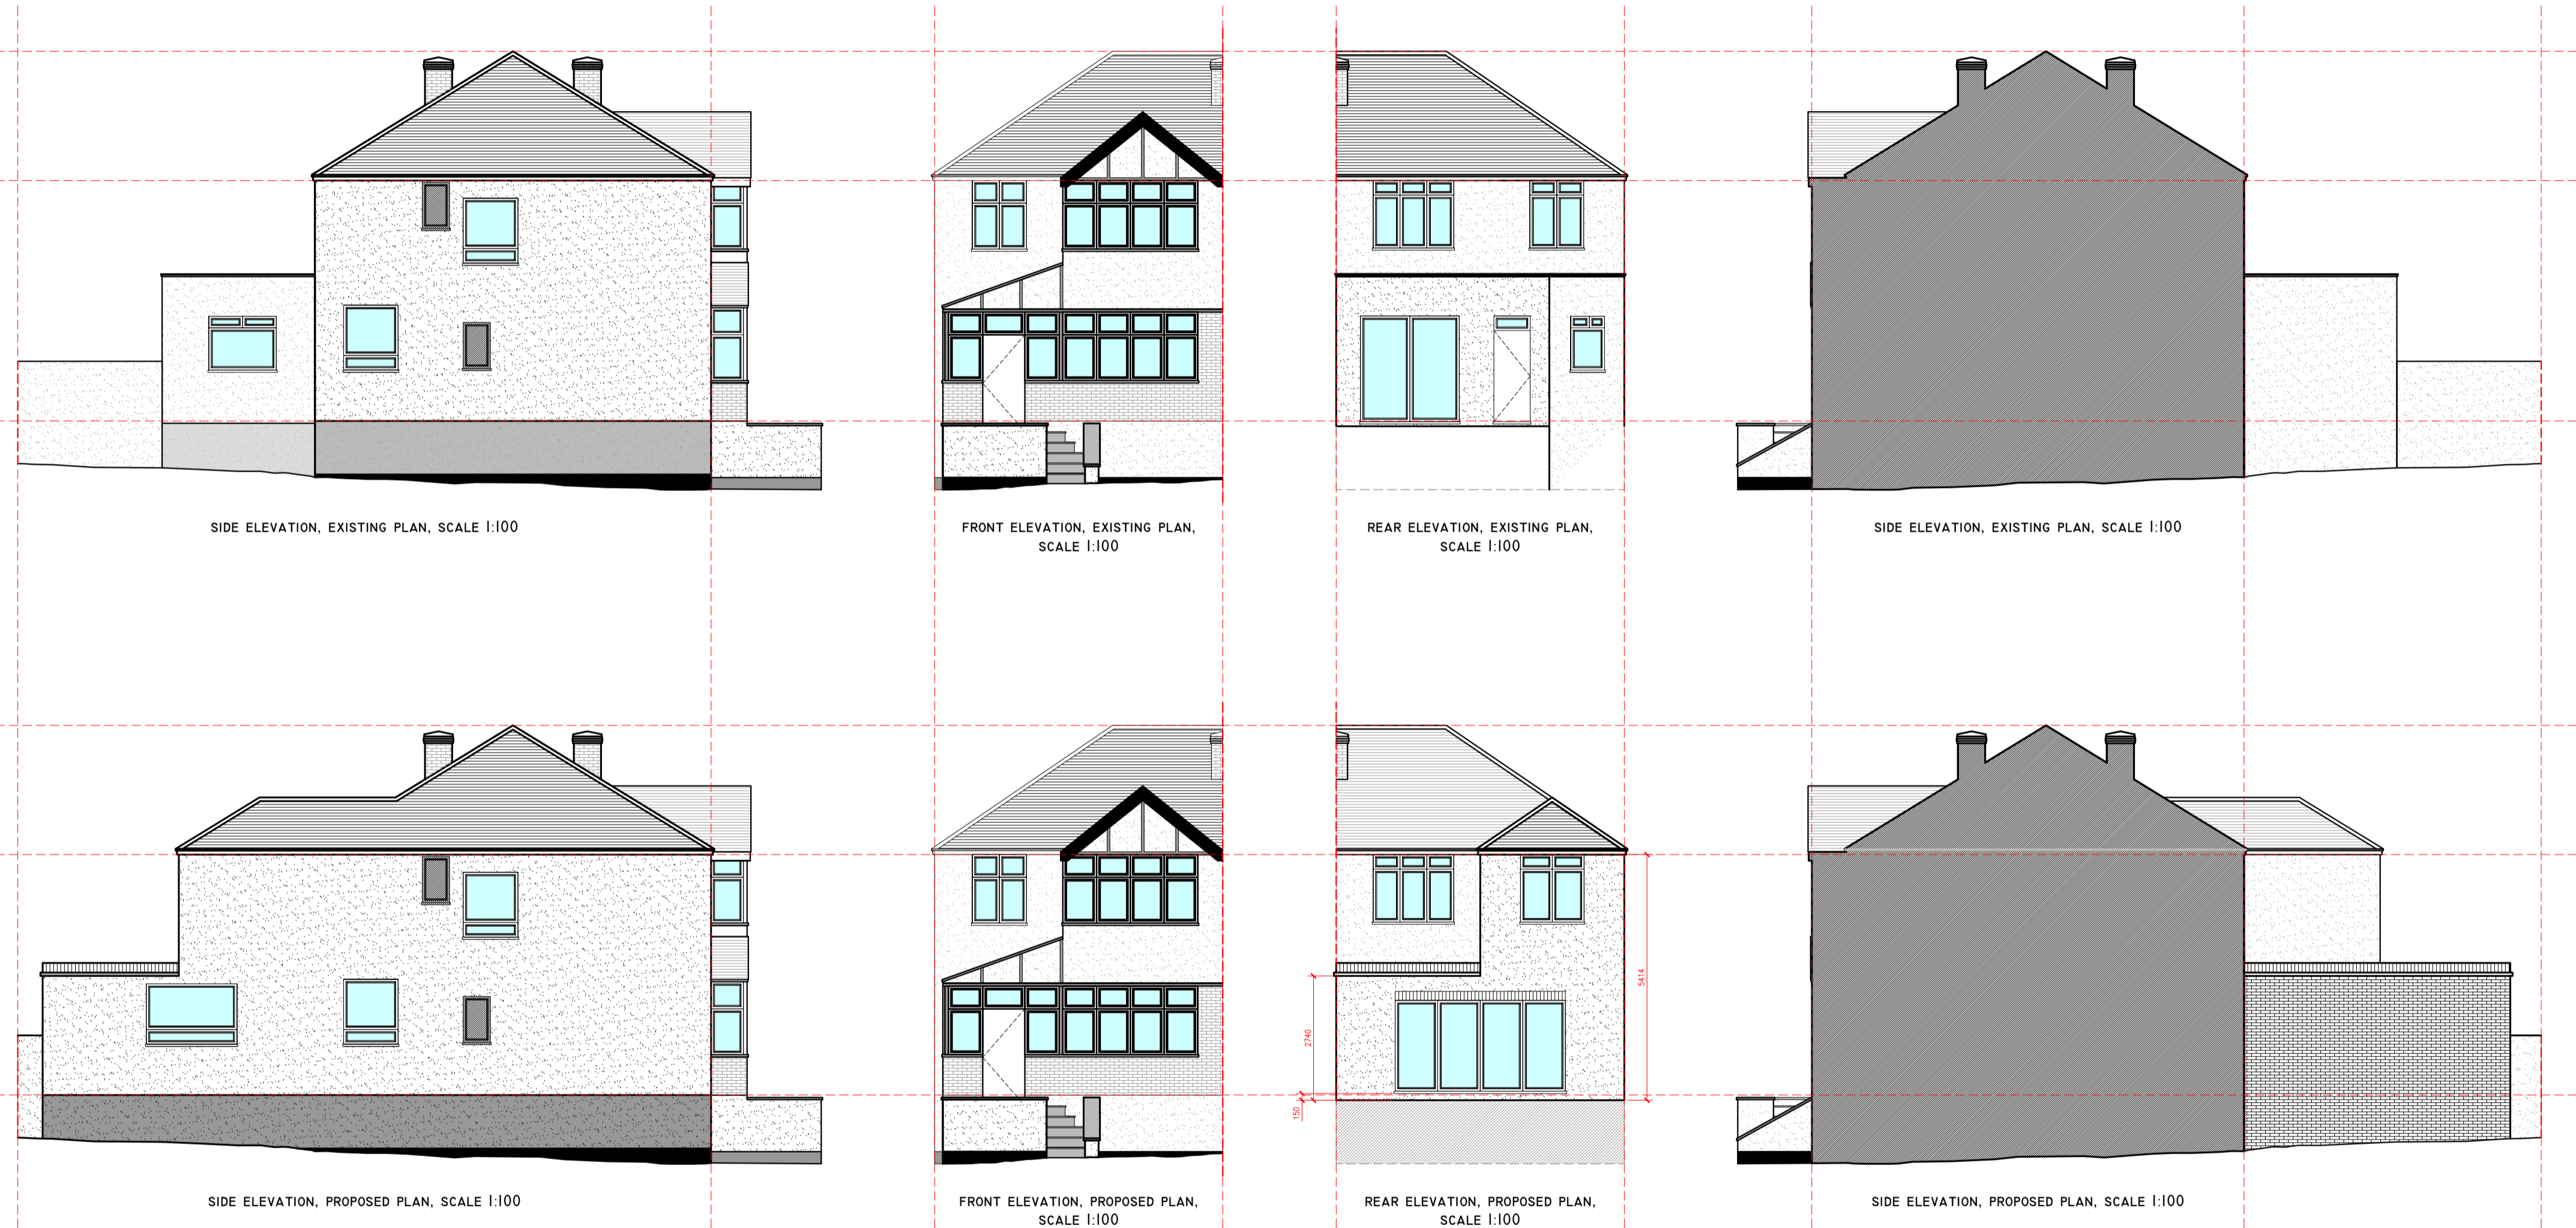 SIDE ELEVATION, EXISTING PLAN, SCALE 1:100
FRONT ELEVATION, EXISTING PLAN,
SCALE 1:100
REAR ELEVATION, EXISTING PLAN,
SCALE 1:100
SIDE ELEVATION, EXISTING PLAN, SCALE 1:100
2740
150
5414
SIDE ELEVATION, PROPOSED PLAN, SCALE 1:100
FRONT ELEVATION, PROPOSED PLAN,
SCALE 1:100
REAR ELEVATION, PROPOSED PLAN,
SCALE 1:100
SIDE ELEVATION, PROPOSED PLAN, SCALE 1:100